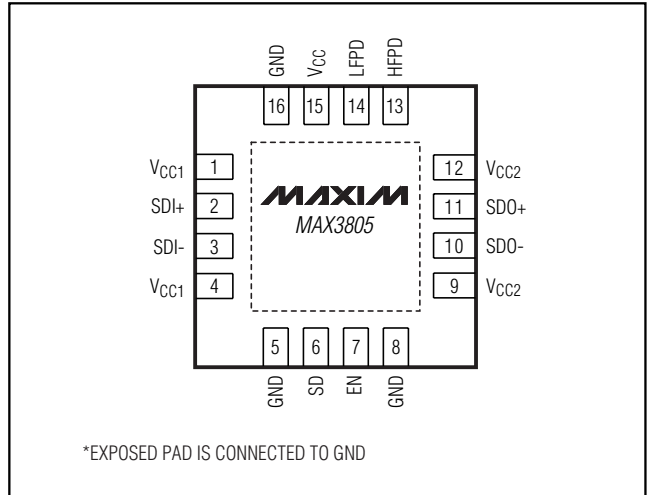 GND
VCC
LFPD
HFPD
16
15
14
13
VCC1
1
12
VCC2
SDI+
2
MAXIM
11
SDO+
MAX3805
SDI-
3
10
SDO-
VCC1
4
9
VCC2
5
6
7
8
GND
SD
EN
GND
*EXPOSED PAD IS CONNECTED TO GND